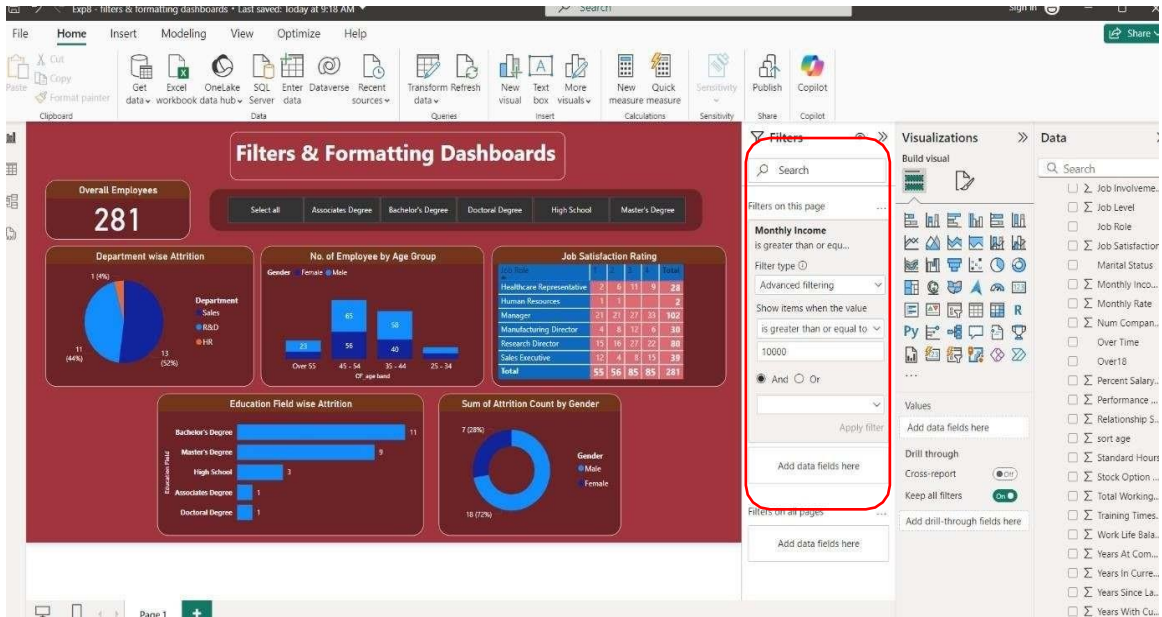 Exp8 - filters & formatting dashboards • Last saved: Today at 9:18 AM
Search
Sign in
File Home Insert Modeling View Optimize Help
Share
Paste
Cut
Copy
Format painter
Get data
Excel workbook
OneLake data hub
SQL Server
Enter data
Dataverse
Recent sources
Transform data
Refresh
New visual
Text box
More visuals
New measure
Quick measure
Sensitivity
Publish
Copilot
Clipboard
Data
Queries
Insert
Calculations
Sensitivity
Share
Copilot
Filters & Formatting Dashboards
Overall Employees
281
Select all
Associates Degree
Bachelor's Degree
Doctoral Degree
High School
Master's Degree
Department wise Attrition
1 (4%)
11 (44%)
13 (52%)
Department
Sales
R&D
HR
No. of Employee by Age Group
Gender Female Male
23
65
56
58
40
Over 55
45 - 54
35 - 44
25 - 34
CF_age band
Job Satisfaction Rating
Job Role 1 2 3 4 Total
Healthcare Representative 2 6 11 9 28
Human Resources 1 1 2
Manager 21 21 27 33 102
Manufacturing Director 4 8 12 6 30
Research Director 15 16 27 22 80
Sales Executive 12 4 8 15 39
Total 55 56 85 85 281
Education Field wise Attrition
Education Field
Bachelor's Degree 11
Master's Degree 9
High School 3
Associates Degree 1
Doctoral Degree 1
Sum of Attrition Count by Gender
7 (28%)
18 (72%)
Gender
Male
Female
Filters
Search
Filters on this page
...
Monthly Income
is greater than or equ...
Filter type
Advanced filtering
Show items when the value
is greater than or equal to
10000
And Or
Apply filter
Add data fields here
Filters on all pages
...
Add data fields here
Visualizations
Build visual
R
Py
...
Values
Add data fields here
Drill through
Cross-report
Off
Keep all filters
On
Add drill-through fields here
Data
Search
Job Involveme...
Job Level
Job Role
Job Satisfaction
Marital Status
Monthly Inco...
Monthly Rate
Num Compan...
Over Time
Over18
Percent Salary...
Performance ...
Relationship S...
sort age
Standard Hours
Stock Option ...
Total Working...
Training Times...
Work Life Bala...
Years At Com...
Years In Curre...
Years Since La...
Years With Cu...
Page 1